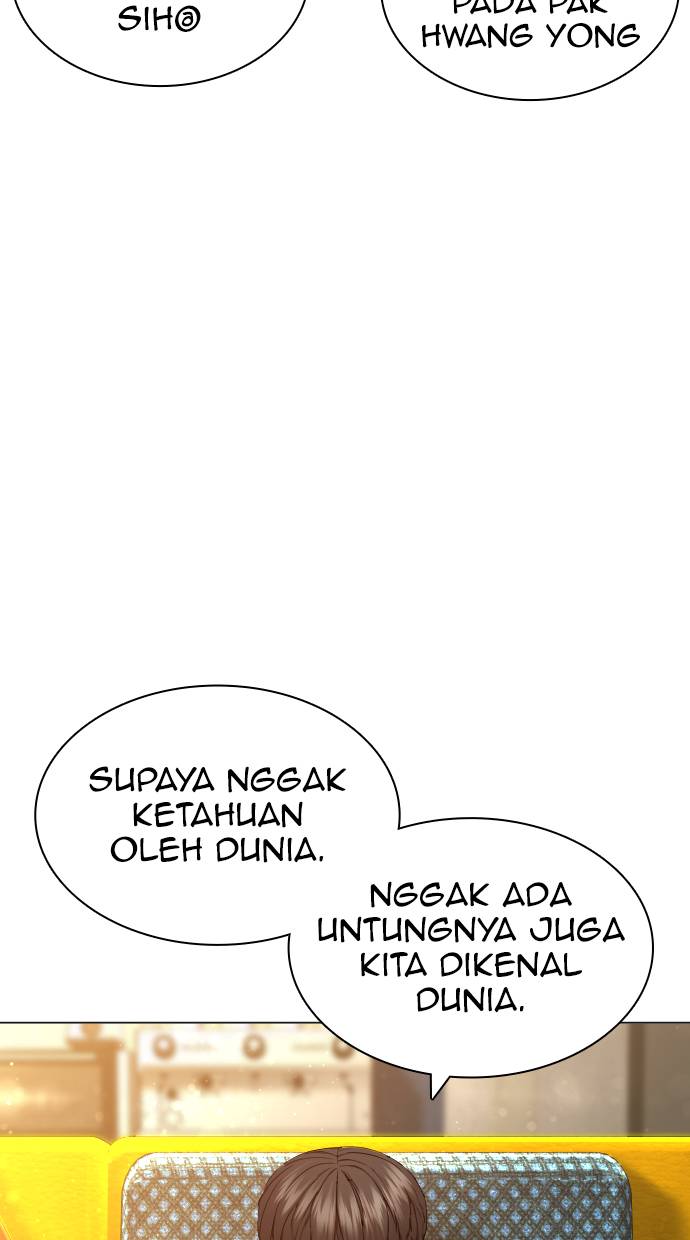 SIH@
PADA PAK
HWANG YONG
SUPAYA NGGAK
KETAHUAN
OLEH DUNIA.
NGGAK ADA
UNTUNGNYA JUGA
KITA DIKENAL
DUNIA.